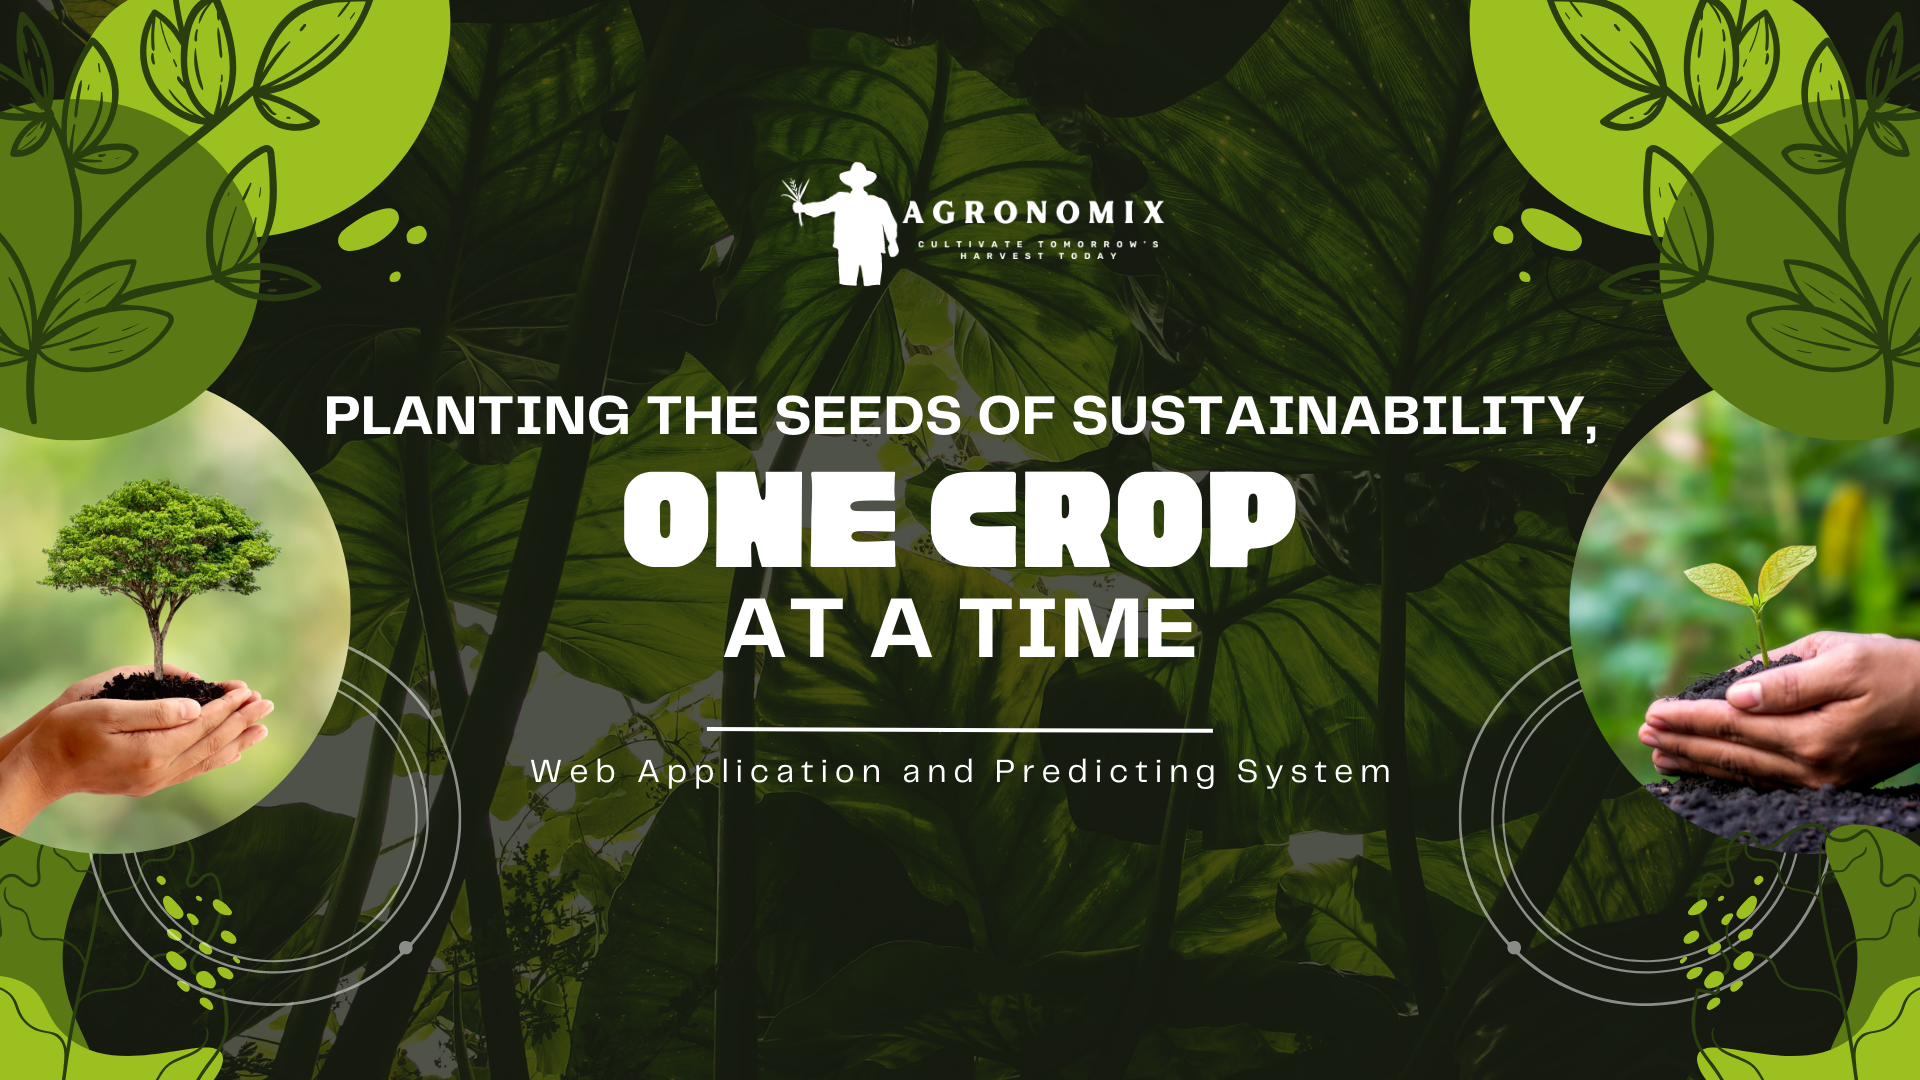 AGRONOMIX
CULTIVATE TOMORROW'S
HARVEST TODAY
PLANTING THE SEEDS OF SUSTAINABILITY,
ONE CROP
AT A TIME
Web Application and Predicting System